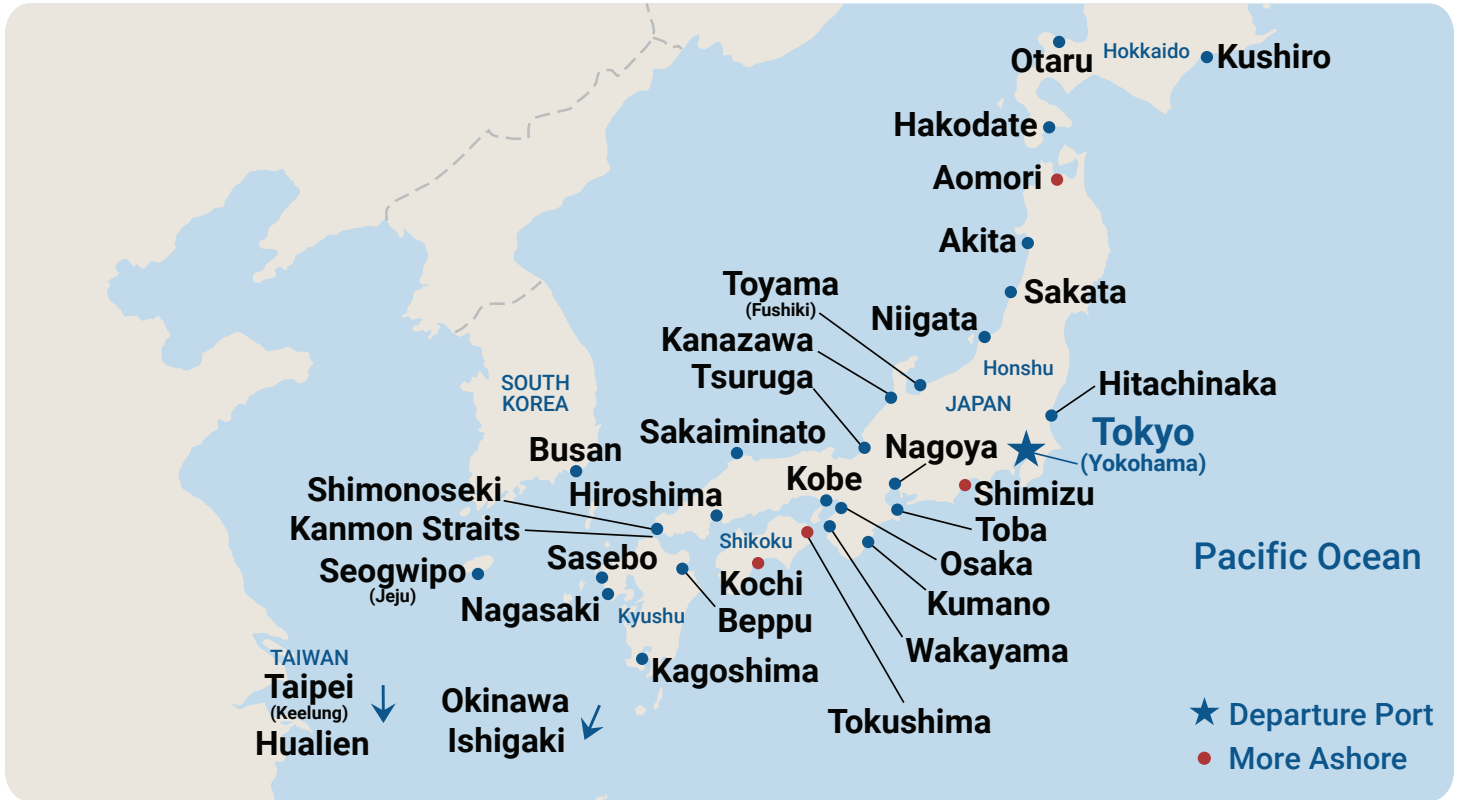 Otaru
Hokkaido
Kushiro
Hakodate
Aomori
Akita
Toyama
(Fushiki)
Sakata
Niigata
Kanazawa
Tsuruga
Honshu
SOUTH
KOREA
JAPAN
Hitachinaka
Sakaiminato
Tokyo
(Yokohama)
Busan
Nagoya
Kobe
Shimonoseki
Hiroshima
Shimizu
Kanmon Straits
Toba
Shikoku
Pacific Ocean
Sasebo
Osaka
Seogwipo
(Jeju)
Kochi
Nagasaki
Kyushu
Beppu
Kumano
Wakayama
TAIWAN
Taipei
(Keelung)
Hualien
Kagoshima
Okinawa
Ishigaki
Tokushima
Departure Port
More Ashore